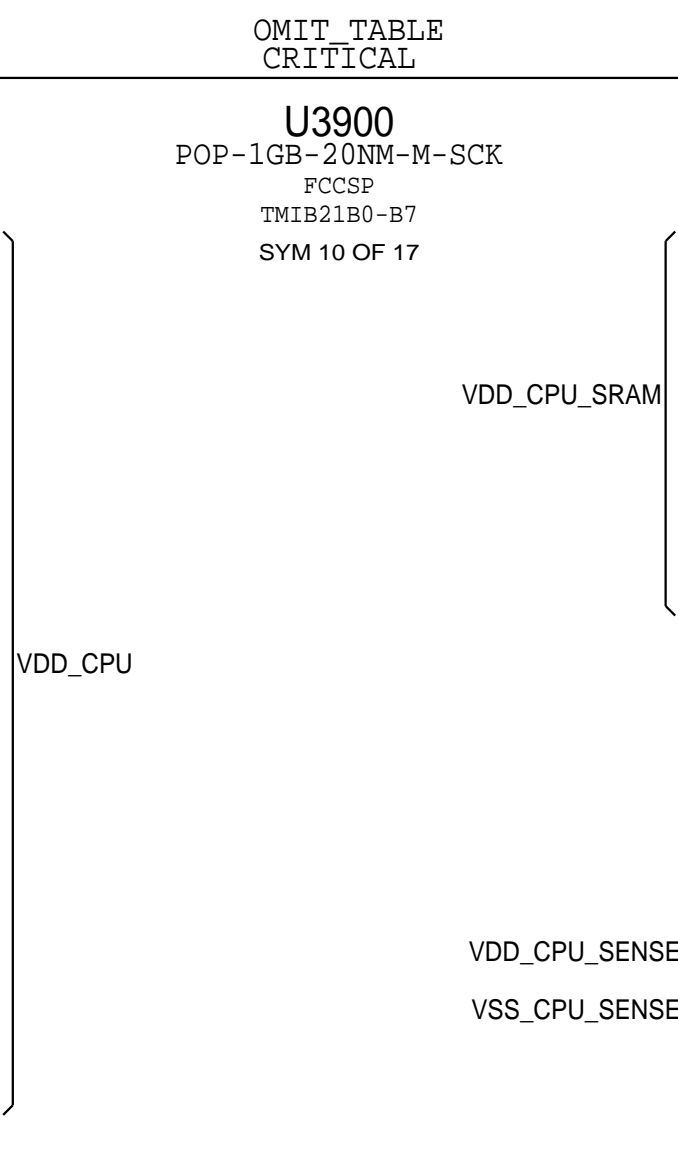 OMIT_TABLE
CRITICAL
U3900
POP-1GB-20NM-M-SCK
FCCSP
TMIB21B0-B7
SYM 10 OF 17
VDD_CPU_SRAM
VDD_CPU
VDD_CPU_SENSE
VSS_CPU_SENSE